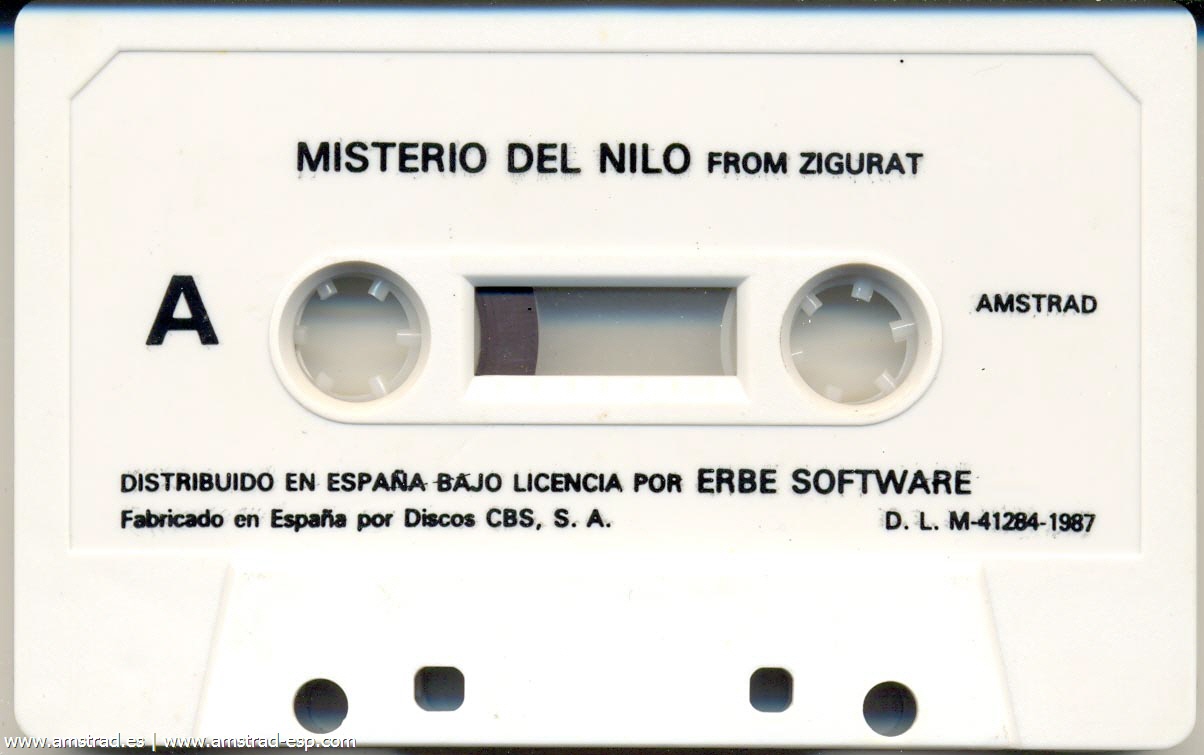 MISTERIO DEL NILO FROM ZIGURAT
A
AMSTRAD
DISTRIBUIDO EN ESPAÑA BAJO LICENCIA POR ERBE SOFTWARE
Fabricado en España por Discos CBS, S. A.
D. L. M-41284-1987
www.amstrad.es | www.amstrad-esp.com